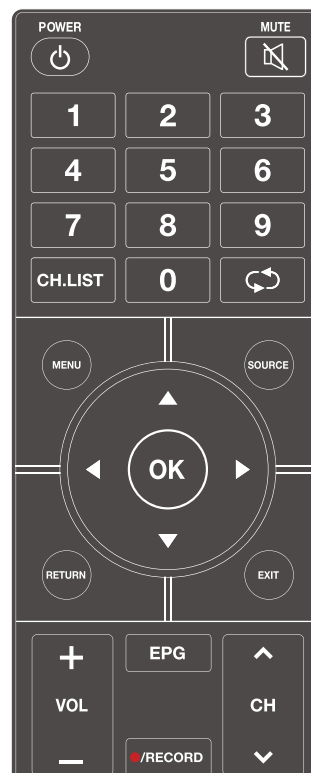 POWER MUTE
1 2 3
4 5 6
7 8 9
CH.LIST 0
MENU SOURCE
OK
RETURN EXIT
+ EPG
VOL CH
− /RECORD